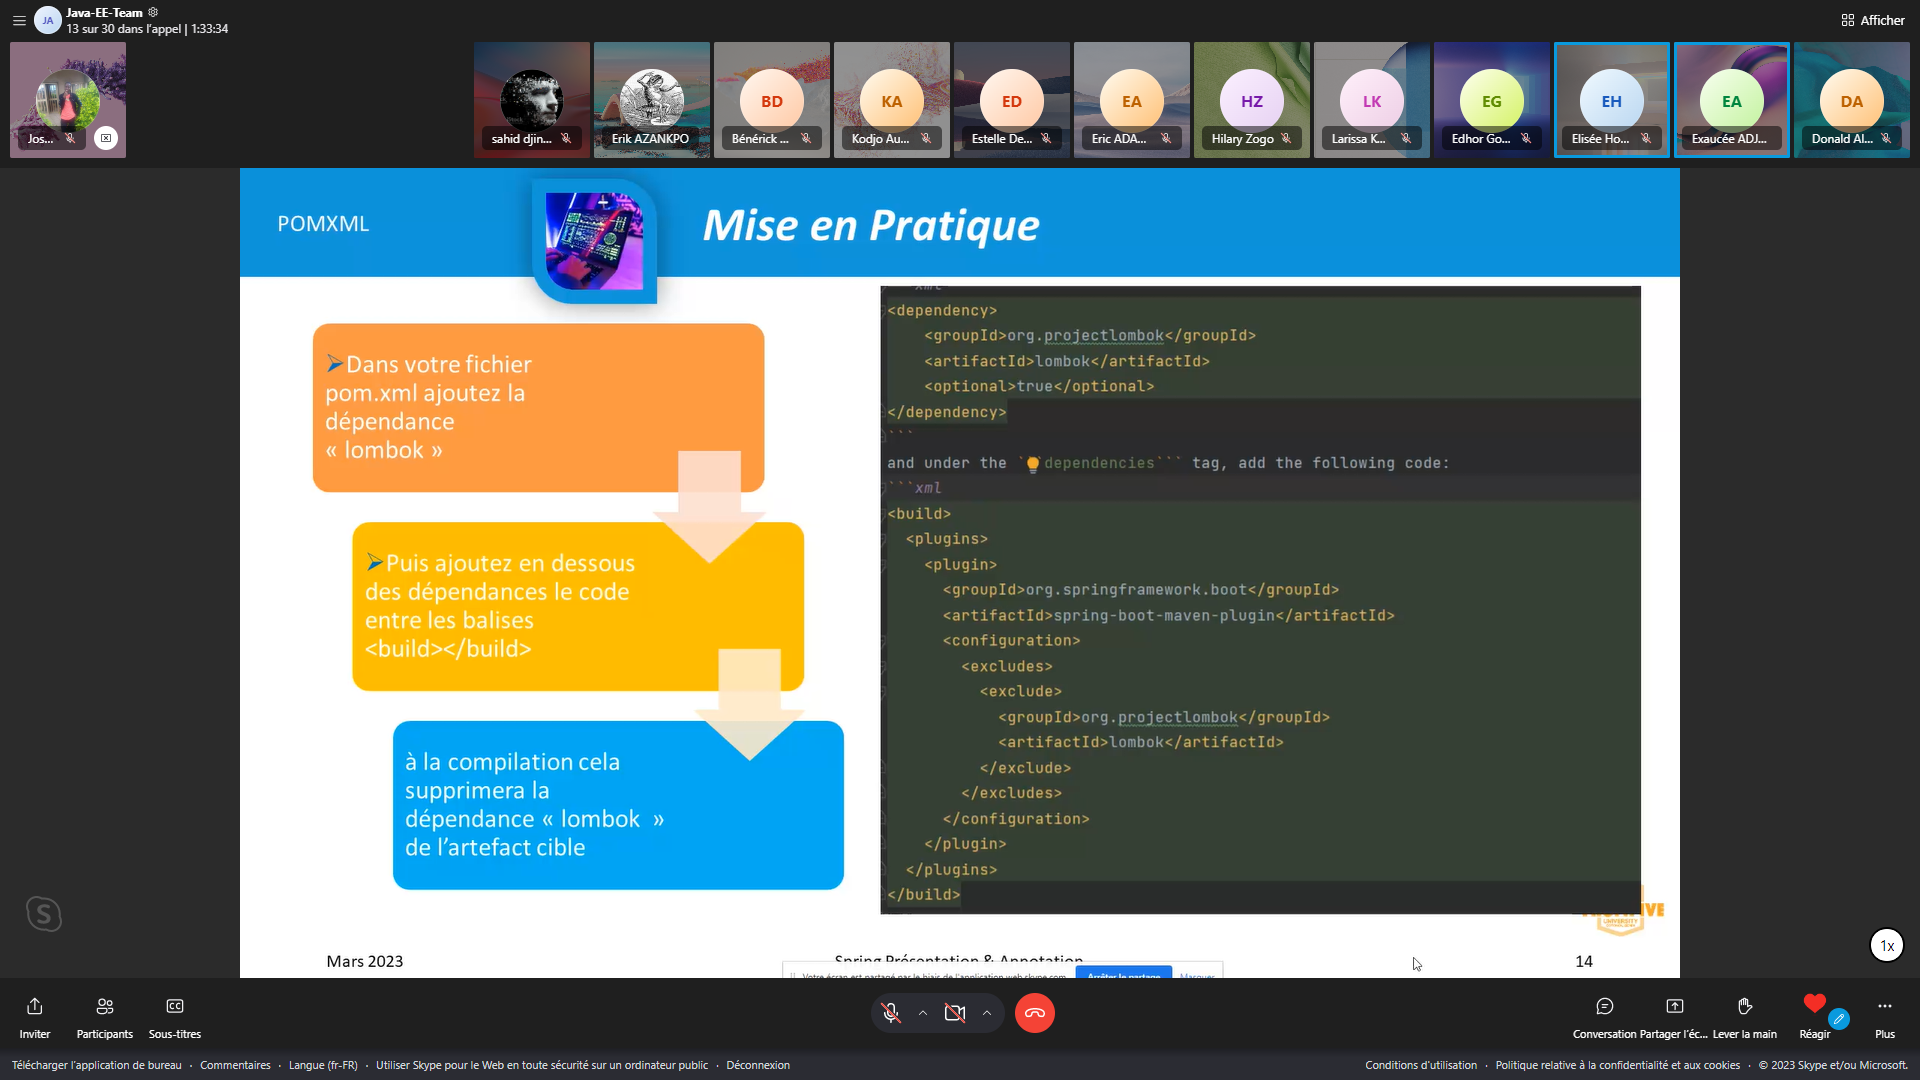 JA
Java-EE-Team
13 sur 30 dans l'appel | 1:33:34
Afficher
Jos...
sahid djin...
Erik AZANKPO
BD
Bénérick ...
KA
Kodjo Au...
ED
Estelle De...
EA
Eric ADA...
HZ
Hilary Zogo
LK
Larissa K...
EG
Edhor Go...
EH
Elisée Ho...
EA
Exaucée ADJ...
DA
Donald Al...
POMXML
Mise en Pratique
Dans votre fichier
pom.xml ajoutez la
dépendance
« lombok »
Puis ajoutez en dessous
des dépendances le code
entre les balises
<build></build>
à la compilation cela
supprimera la
dépendance « lombok »
de l'artefact cible
<dependency>
<groupId>org.projectlombok</groupId>
<artifactId>lombok</artifactId>
<optional>true</optional>
</dependency>
```
and under the ```dependencies``` tag, add the following code:
```xml
<build>
<plugins>
<plugin>
<groupId>org.springframework.boot</groupId>
<artifactId>spring-boot-maven-plugin</artifactId>
<configuration>
<excludes>
<exclude>
<groupId>org.projectlombok</groupId>
<artifactId>lombok</artifactId>
</exclude>
</excludes>
</configuration>
</plugin>
</plugins>
</build>
UNIVERSITY
Mars 2023
Spring Présentation & Annotation
14
Votre écran est partagé par le biais de l'application web.skype.com.
Arrêter le partage
Masquer
1x
Inviter
Participants
Sous-titres
Conversation
Partager l'éc...
Lever la main
Réagir
Plus
Télécharger l'application de bureau · Commentaires · Langue (fr-FR) · Utiliser Skype pour le Web en toute sécurité sur un ordinateur public · Déconnexion
Conditions d'utilisation · Politique relative à la confidentialité et aux cookies · © 2023 Skype et/ou Microsoft.